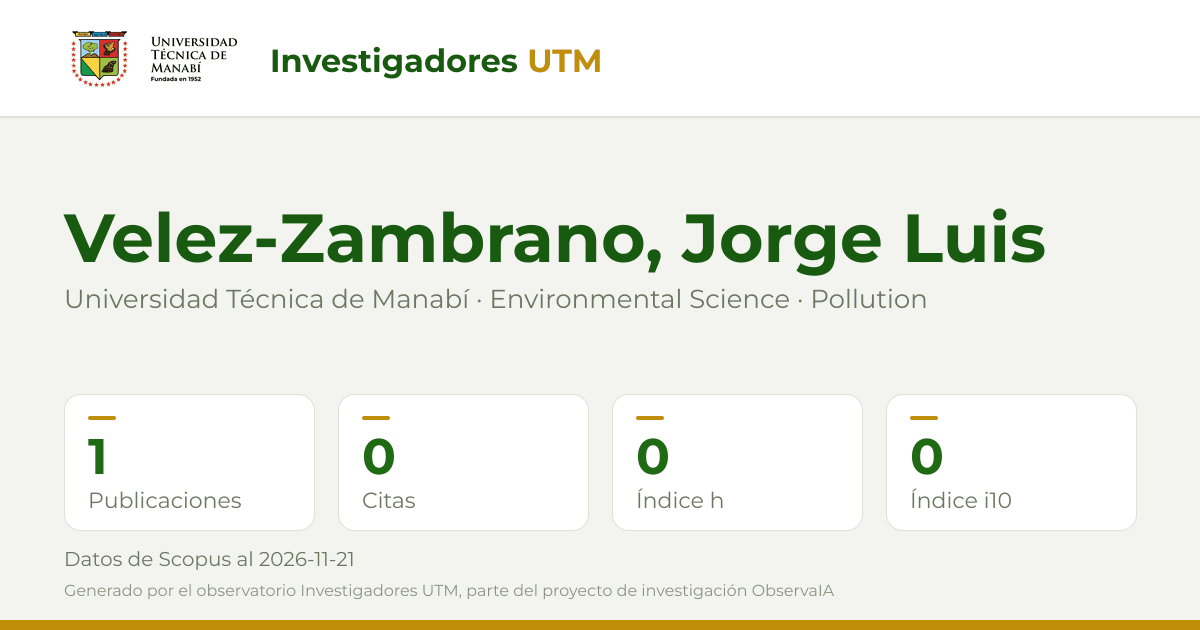 UNIVERSIDAD
TÉCNICA DE
MANABÍ
Fundada en 1952
Investigadores UTM
Velez-Zambrano, Jorge Luis
Universidad Técnica de Manabí · Environmental Science · Pollution
1
Publicaciones
0
Citas
0
Índice h
0
Índice i10
Datos de Scopus al 2026-11-21
Generado por el observatorio Investigadores UTM, parte del proyecto de investigación ObservaIA